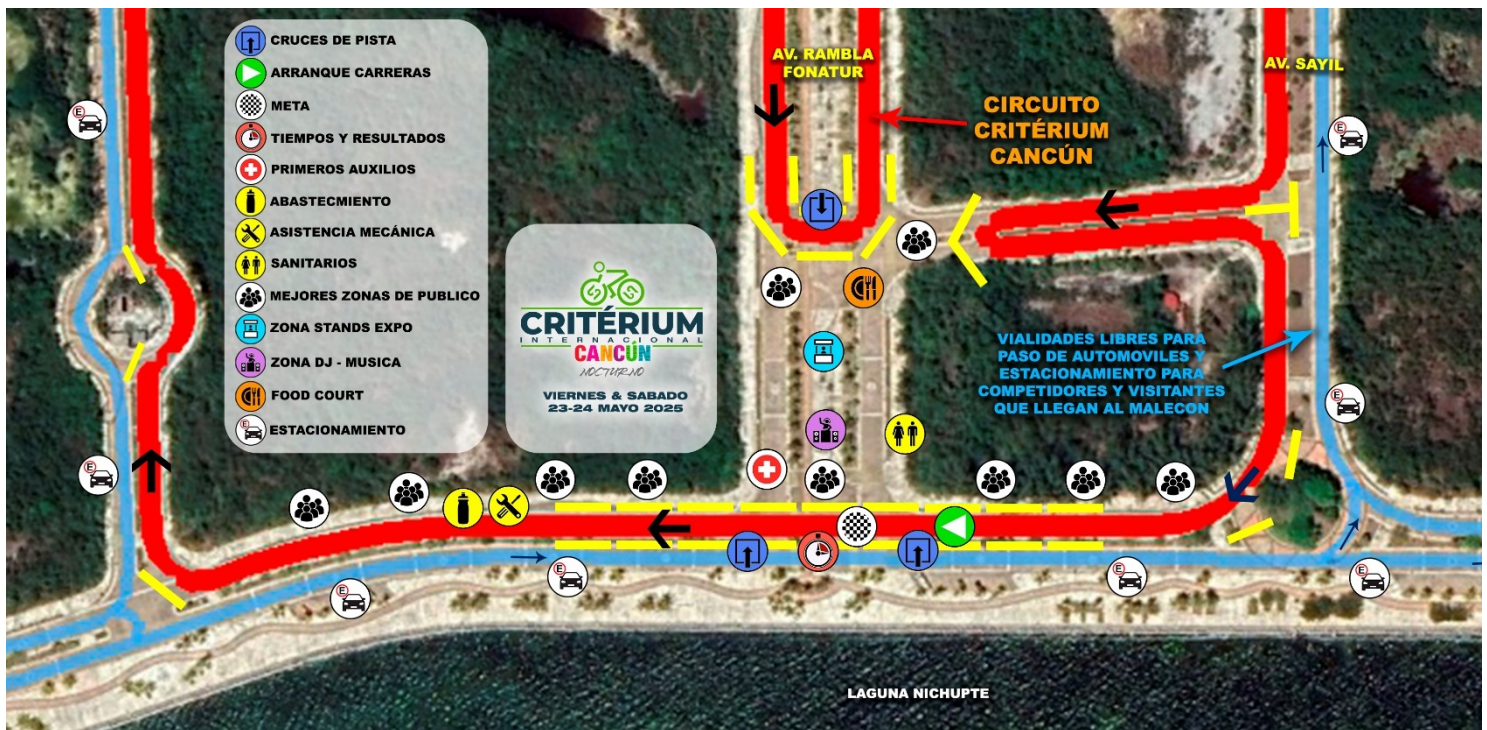 CRUCES DE PISTA
ARRANQUE CARRERAS
META
TIEMPOS Y RESULTADOS
PRIMEROS AUXILIOS
ABASTECMIENTO
ASISTENCIA MECÁNICA
SANITARIOS
MEJORES ZONAS DE PUBLICO
ZONA STANDS EXPO
ZONA DJ - MUSICA
FOOD COURT
E
ESTACIONAMIENTO
CRITÉRIUM
INTERNACIONAL
CANCÚN
NOCTURNO
VIERNES & SABADO
23-24 MAYO 2025
AV. RAMBLA
FONATUR
CIRCUITO
CRITÉRIUM
CANCÚN
AV. SAYIL
VIALIDADES LIBRES PARA
PASO DE AUTOMOVILES Y
ESTACIONAMIENTO PARA
COMPETIDORES Y VISITANTES
QUE LLEGAN AL MALECON
E
E
E
E
E
E
E
E
LAGUNA NICHUPTE